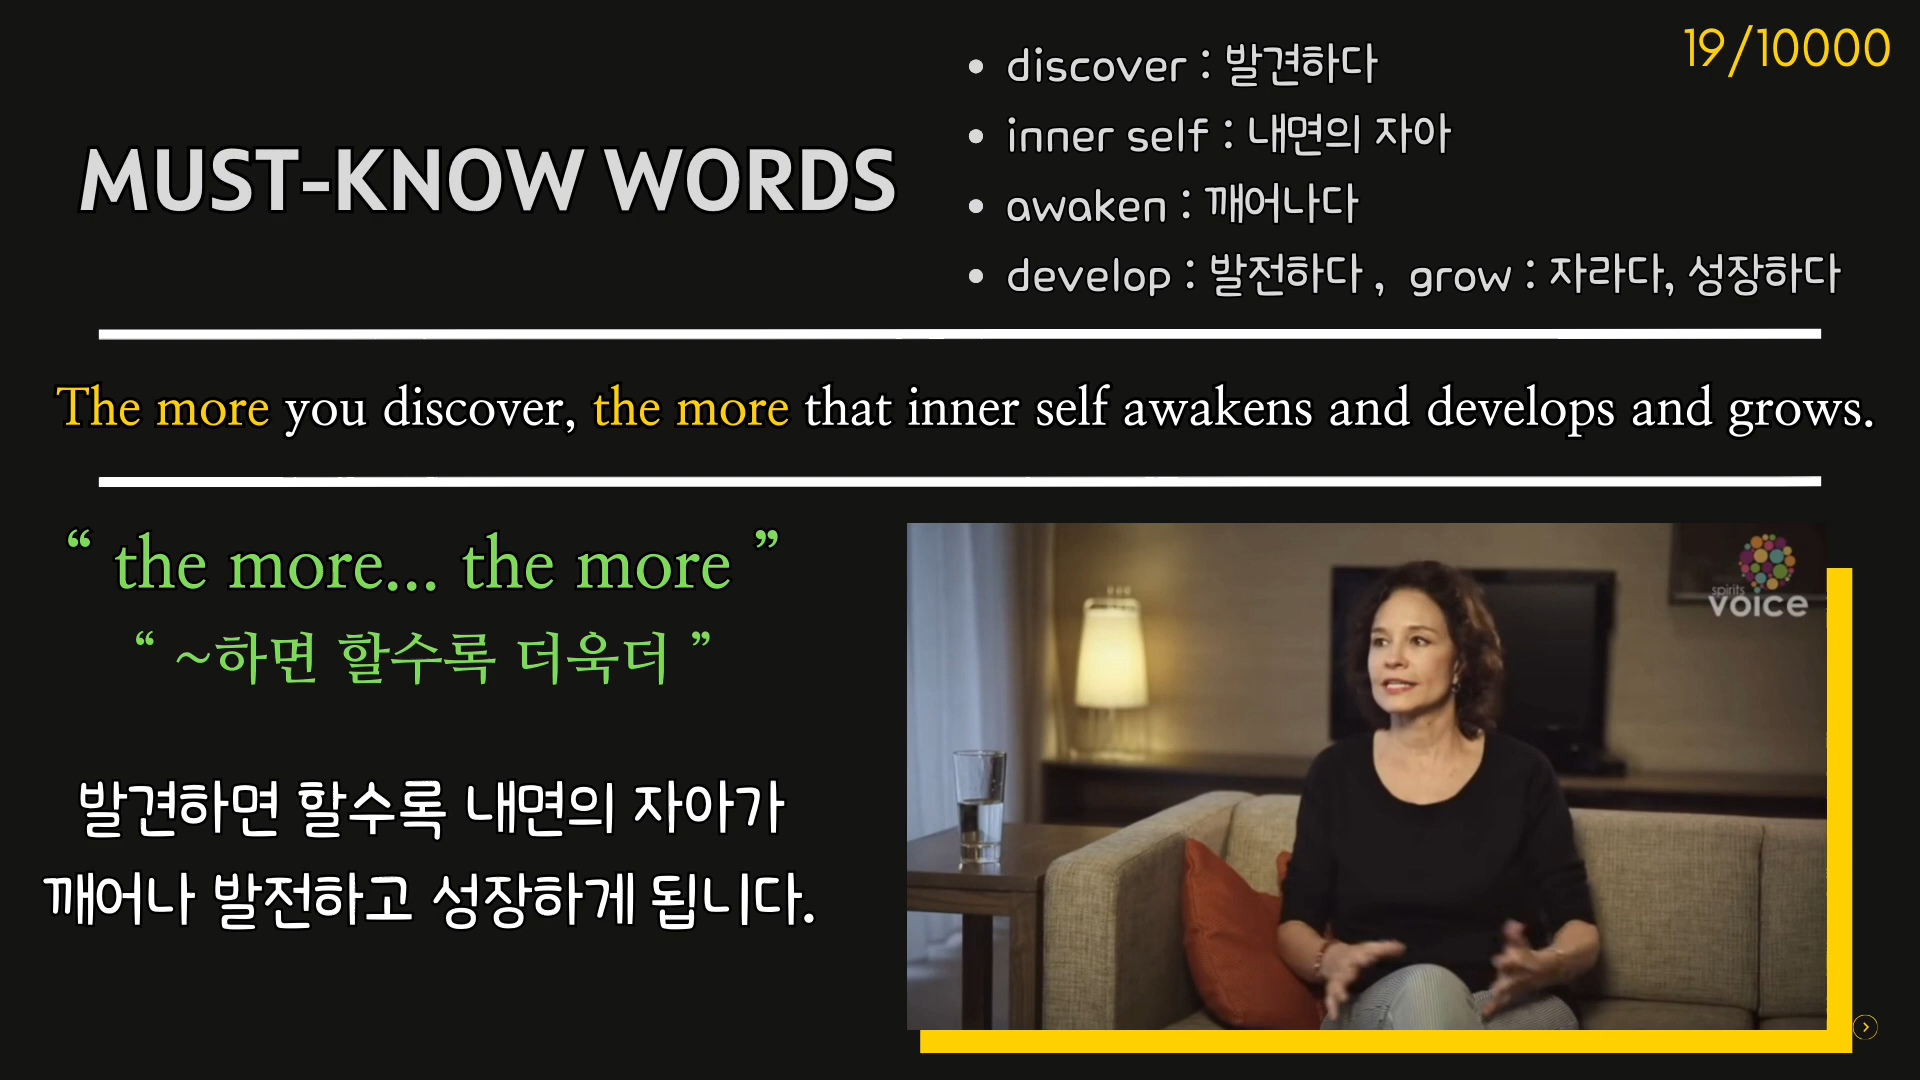 19/10000
MUST-KNOW WORDS
• discover : 발견하다
• inner self : 내면의 자아
• awaken : 깨어나다
• develop : 발전하다 , grow : 자라다, 성장하다
The more you discover, the more that inner self awakens and develops and grows.
“ the more... the more ”
“ ~하면 할수록 더욱더 ”
발견하면 할수록 내면의 자아가
깨어나 발전하고 성장하게 됩니다.
spirits
voice